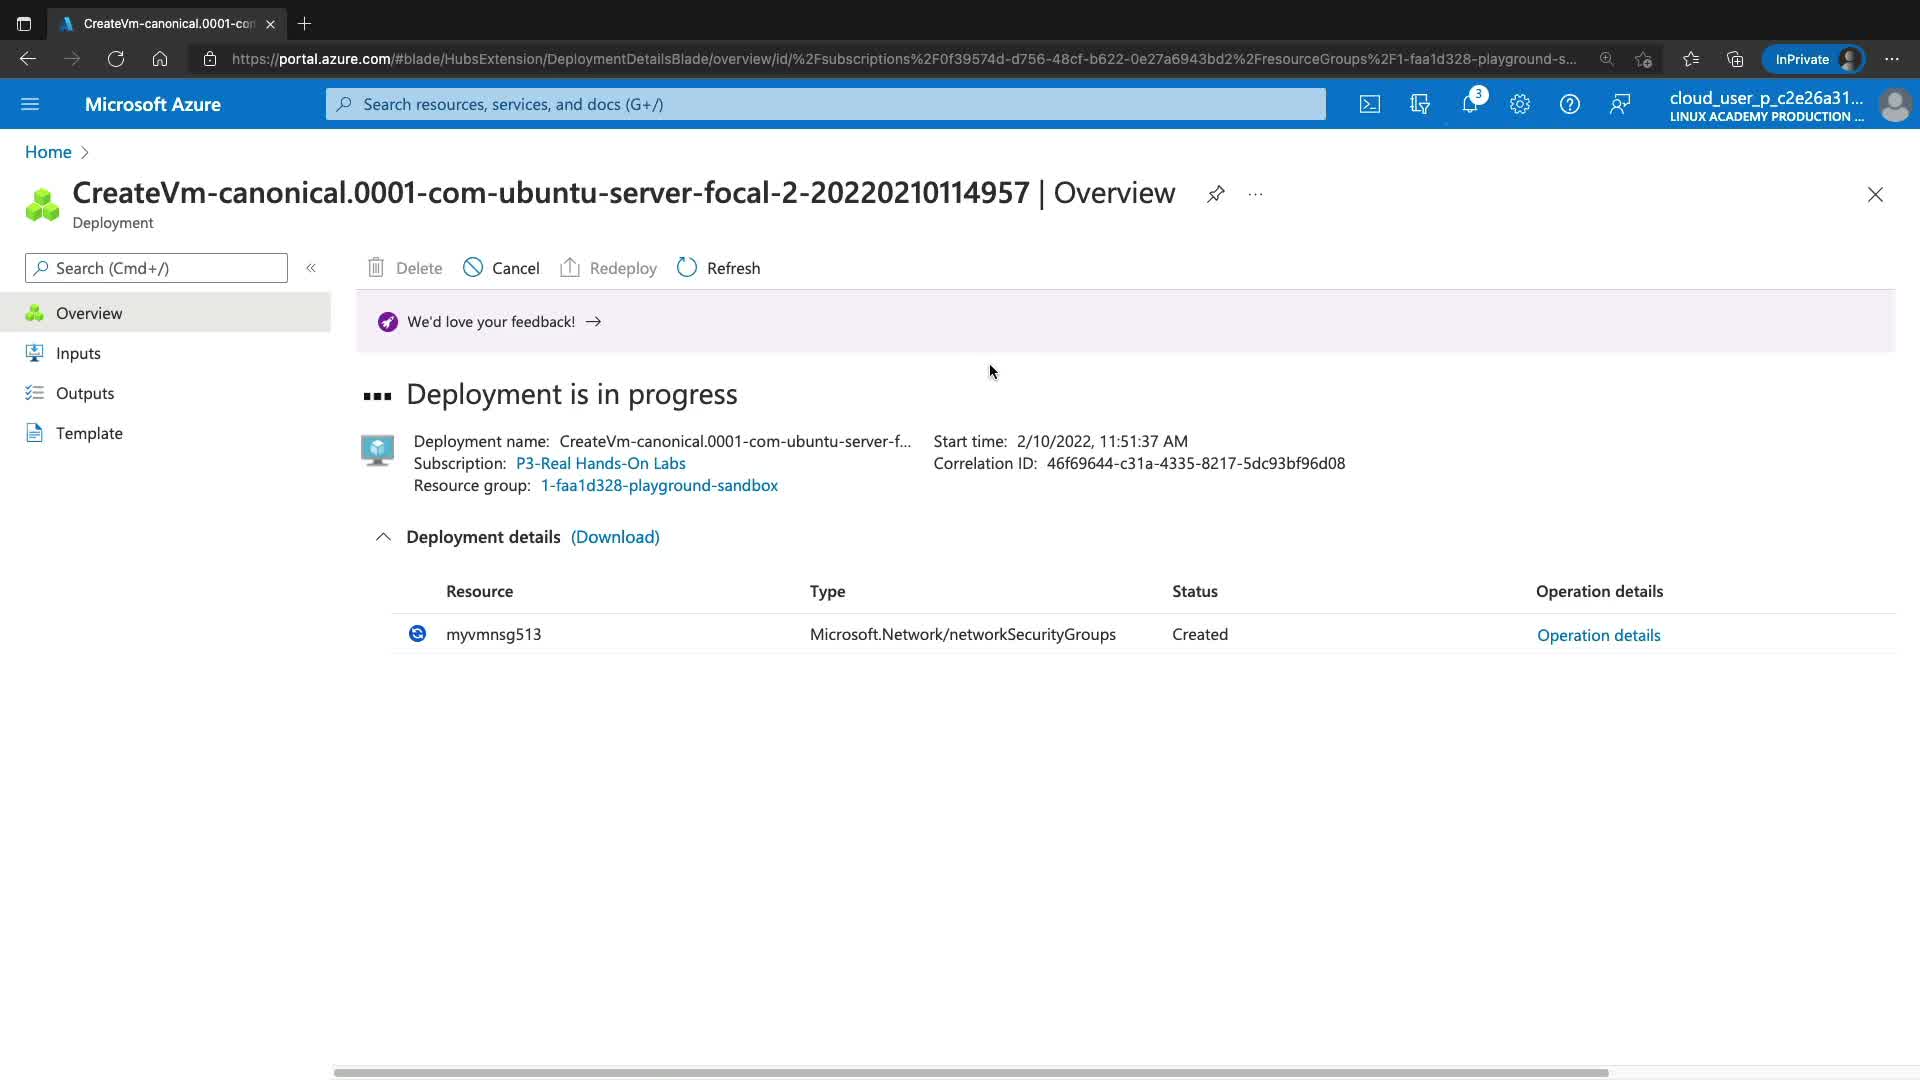 CreateVm-canonical.0001-con
https://portal.azure.com/#blade/HubsExtension/DeploymentDetailsBlade/overview/id/%2Fsubscriptions%2F0f39574d-d756-48cf-b622-0e27a6943bd2%2FresourceGroups%2F1-faa1d328-playground-s...
InPrivate
Microsoft Azure
Search resources, services, and docs (G+/)
3
cloud_user_p_c2e26a31...
LINUX ACADEMY PRODUCTION ...
Home
CreateVm-canonical.0001-com-ubuntu-server-focal-2-20220210114957 | Overview
Deployment
Search (Cmd+/)
Delete
Cancel
Redeploy
Refresh
Overview
Inputs
Outputs
Template
We'd love your feedback!
Deployment is in progress
Deployment name: CreateVm-canonical.0001-com-ubuntu-server-f...
Subscription: P3-Real Hands-On Labs
Resource group: 1-faa1d328-playground-sandbox
Start time: 2/10/2022, 11:51:37 AM
Correlation ID: 46f69644-c31a-4335-8217-5dc93bf96d08
Deployment details (Download)
Resource Type Status Operation details
myvmnsg513 Microsoft.Network/networkSecurityGroups Created Operation details